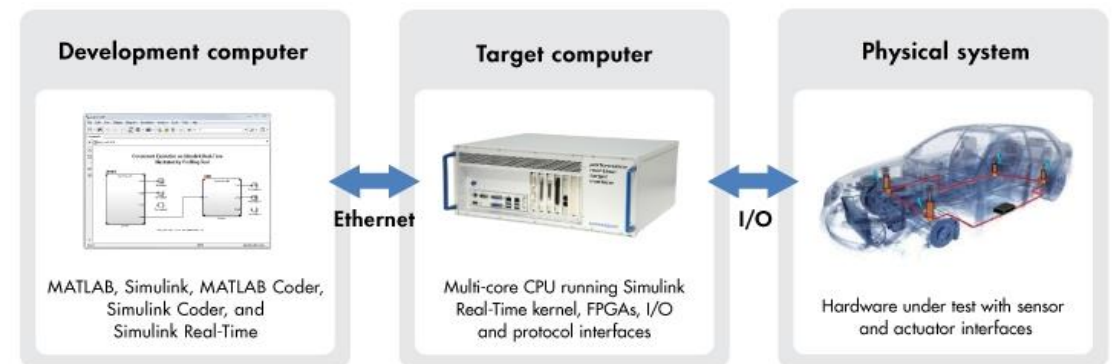 Development computer
Target computer
Physical system
Ethernet
I/O
MATLAB, Simulink, MATLAB Coder,
Simulink Coder, and
Simulink Real-Time
Multi-core CPU running Simulink
Real-Time kernel, FPGAs, I/O
and protocol interfaces
Hardware under test with sensor
and actuator interfaces